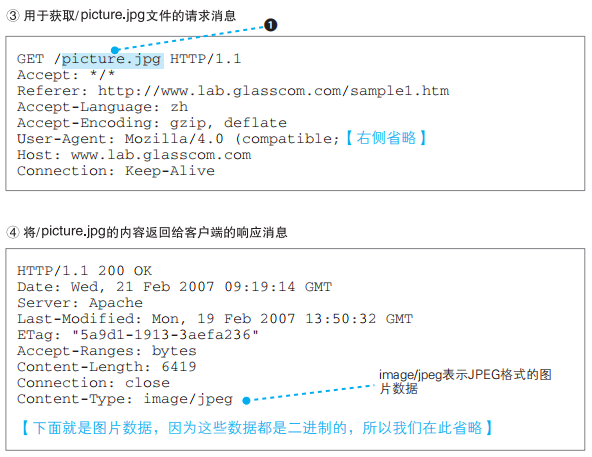 ③ 用于获取/picture.jpg文件的请求消息
❶
GET /picture.jpg HTTP/1.1
Accept: */*
Referer: http://www.lab.glasscom.com/sample1.htm
Accept-Language: zh
Accept-Encoding: gzip, deflate
User-Agent: Mozilla/4.0 (compatible;【右侧省略】
Host: www.lab.glasscom.com
Connection: Keep-Alive
④ 将/picture.jpg的内容返回给客户端的响应消息
HTTP/1.1 200 OK
Date: Wed, 21 Feb 2007 09:19:14 GMT
Server: Apache
Last-Modified: Mon, 19 Feb 2007 13:50:32 GMT
ETag: "5a9d1-1913-3aefa236"
Accept-Ranges: bytes
Content-Length: 6419
Connection: close
Content-Type: image/jpeg
image/jpeg表示JPEG格式的图
片数据
【下面就是图片数据，因为这些数据都是二进制的，所以我们在此省略】